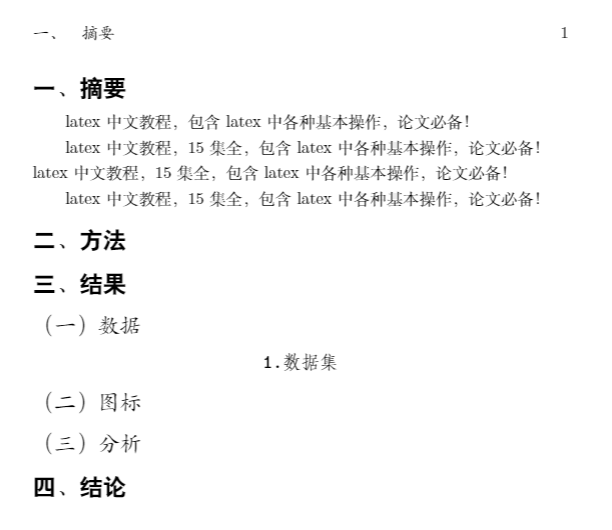 一、 摘要 1
一、摘要
latex 中文教程，包含 latex 中各种基本操作，论文必备！
latex 中文教程，15 集全，包含 latex 中各种基本操作，论文必备！
latex 中文教程，15 集全，包含 latex 中各种基本操作，论文必备！
latex 中文教程，15 集全，包含 latex 中各种基本操作，论文必备！
二、方法
三、结果
（一）数据
1.数据集
（二）图标
（三）分析
四、结论